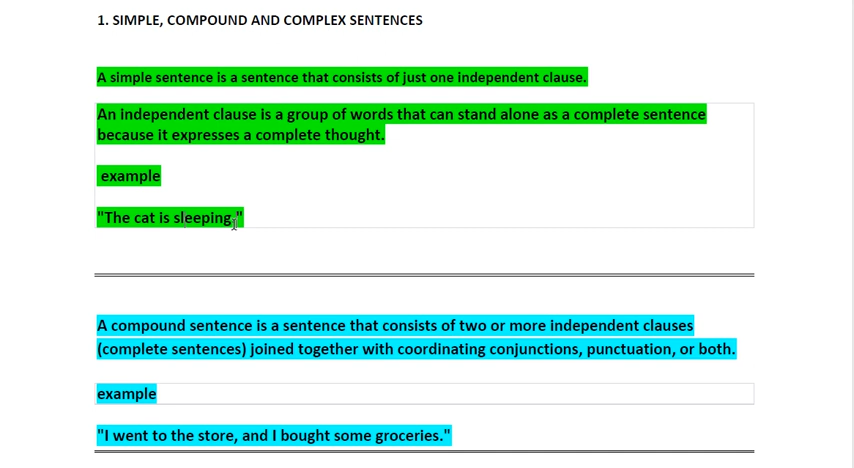 1. SIMPLE, COMPOUND AND COMPLEX SENTENCES
A simple sentence is a sentence that consists of just one independent clause.
An independent clause is a group of words that can stand alone as a complete sentence
because it expresses a complete thought.
example
"The cat is sleeping."
A compound sentence is a sentence that consists of two or more independent clauses
(complete sentences) joined together with coordinating conjunctions, punctuation, or both.
example
"I went to the store, and I bought some groceries."